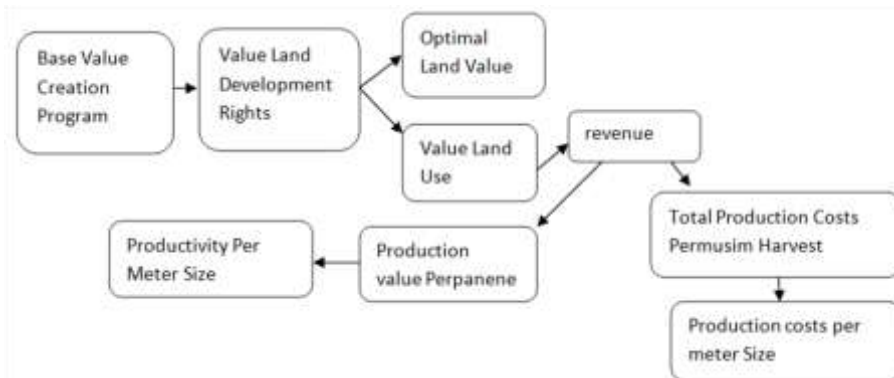 Base Value
Creation
Program
Value Land
Development
Rights
Optimal
Land Value
Value Land
Use
revenue
Total Production Costs
Permusim Harvest
Productivity Per
Meter Size
Production
value Perpanene
Production costs per
meter Size